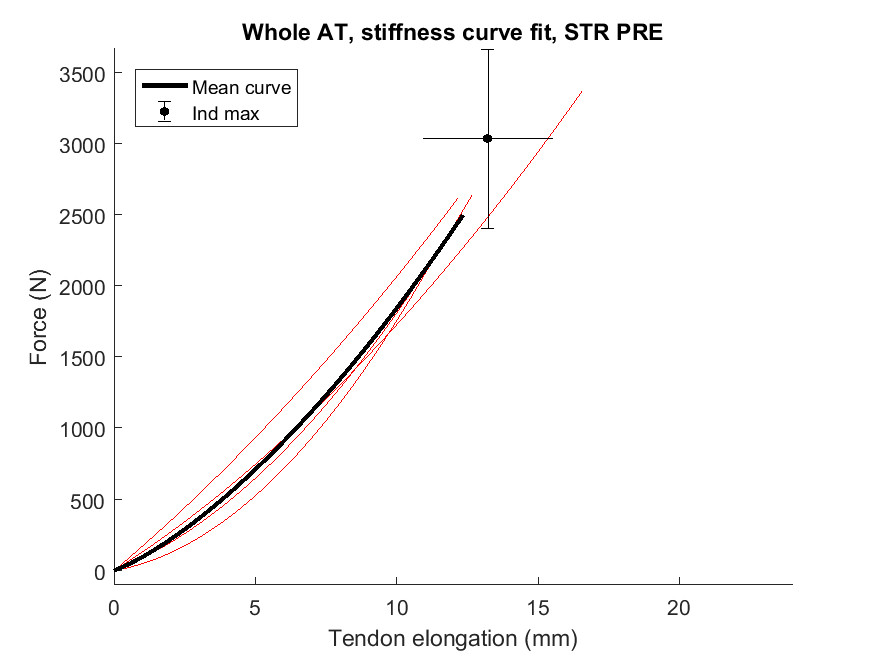 Whole AT, stiffness curve fit, STR PRE
Mean curve
Ind max
Force (N)
3500
3000
2500
2000
1500
1000
500
0
0 5 10 15 20
Tendon elongation (mm)